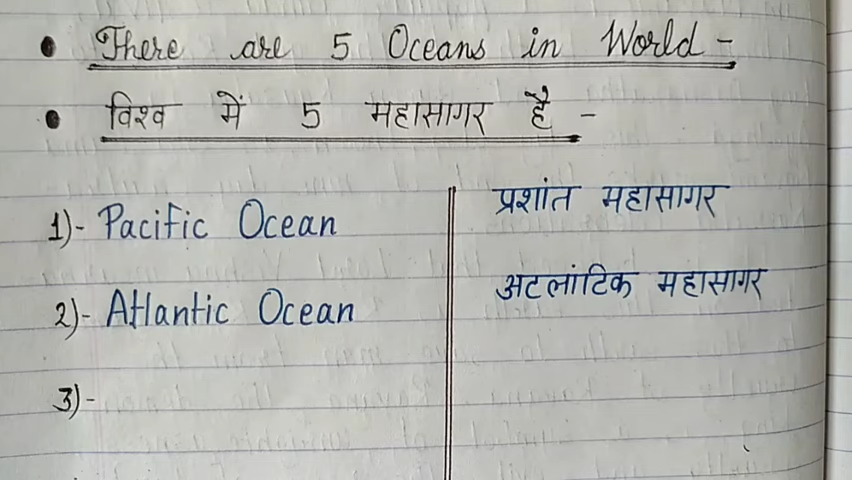 • There are 5 Oceans in World -
• विश्व में 5 महासागर है -
1)- Pacific Ocean
प्रशांत महासागर
2)- Atlantic Ocean
अटलांटिक महासागर
3)-